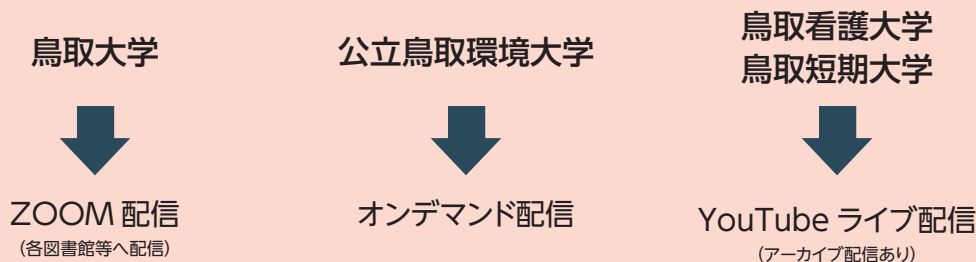 鳥取大学
ZOOM 配信
(各図書館等へ配信)
公立鳥取環境大学
オンデマンド配信
鳥取看護大学
鳥取短期大学
YouTube ライブ配信
(アーカイブ配信あり)